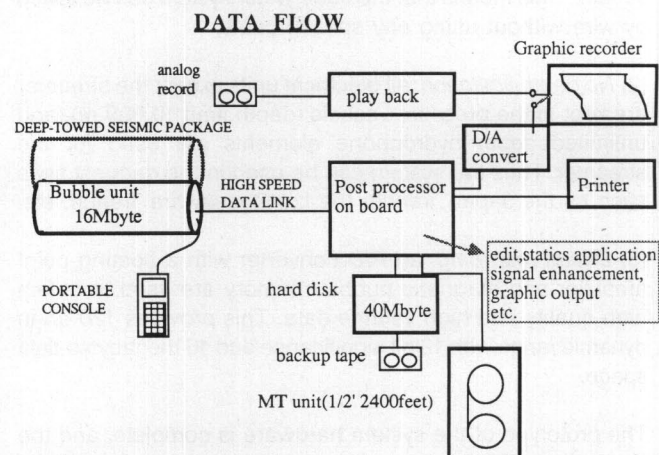 DATA FLOW
Graphic recorder
analog
record
play back
DEEP-TOWED SEISMIC PACKAGE
D/A
convert
Bubble unit
16Mbyte
HIGH SPEED
DATA LINK
Post processor
on board
Printer
PORTABLE
CONSOLE
hard disk
40Mbyte
edit,statics application
signal enhancement,
graphic output
etc.
backup tape
MT unit(1/2' 2400feet)